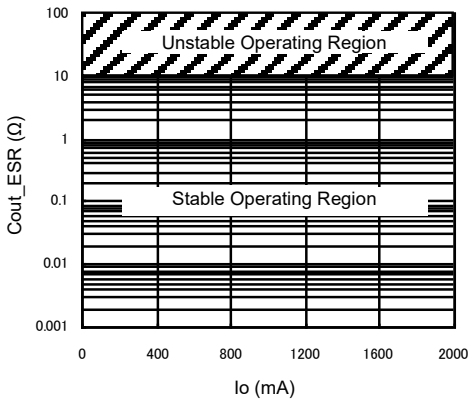 100
Unstable Operating Region
10
1
Cout_ESR (Ω)
Stable Operating Region
0.1
0.01
0.001
0 400 800 1200 1600 2000
Io (mA)